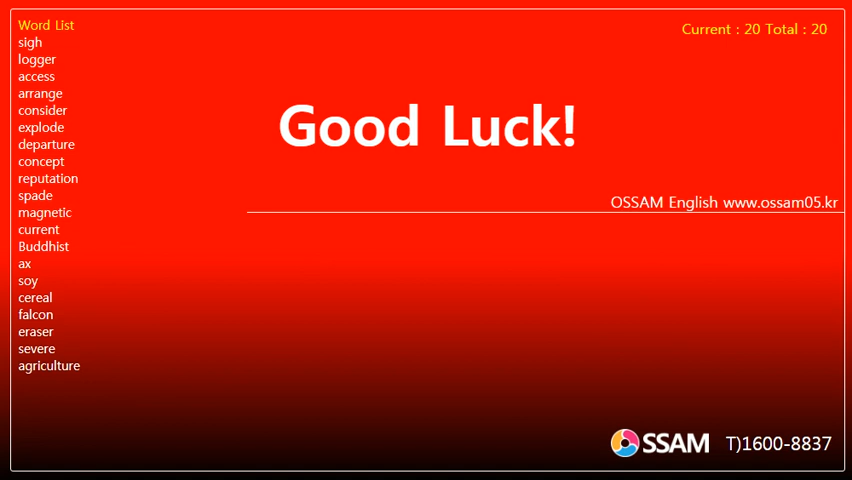 Word List
sigh
logger
access
arrange
consider
explode
departure
concept
reputation
spade
magnetic
current
Buddhist
ax
soy
cereal
falcon
eraser
severe
agriculture
Current : 20 Total : 20
Good Luck!
OSSAM English www.ossam05.kr
OSSAM T)1600-8837